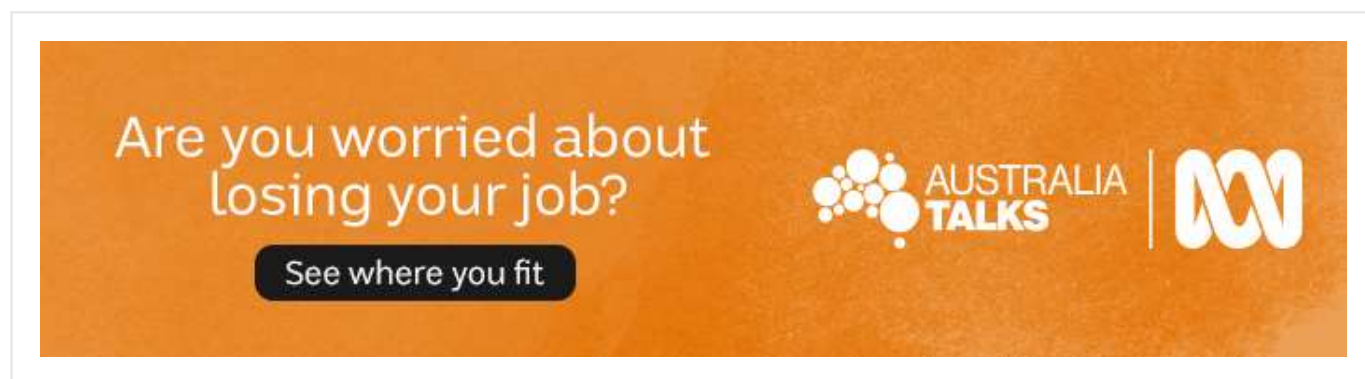 Are you worried about
losing your job?
See where you fit
AUSTRALIA
TALKS